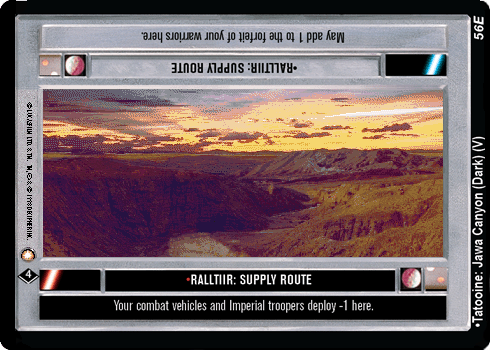 May add 1 to the forfeit of your warriors here.
•RALLTIIR: SUPPLY ROUTE
•RALLTIIR: SUPPLY ROUTE
Your combat vehicles and Imperial troopers deploy -1 here.
4
56E
•Tatooine: Jawa Canyon (Dark) (V)